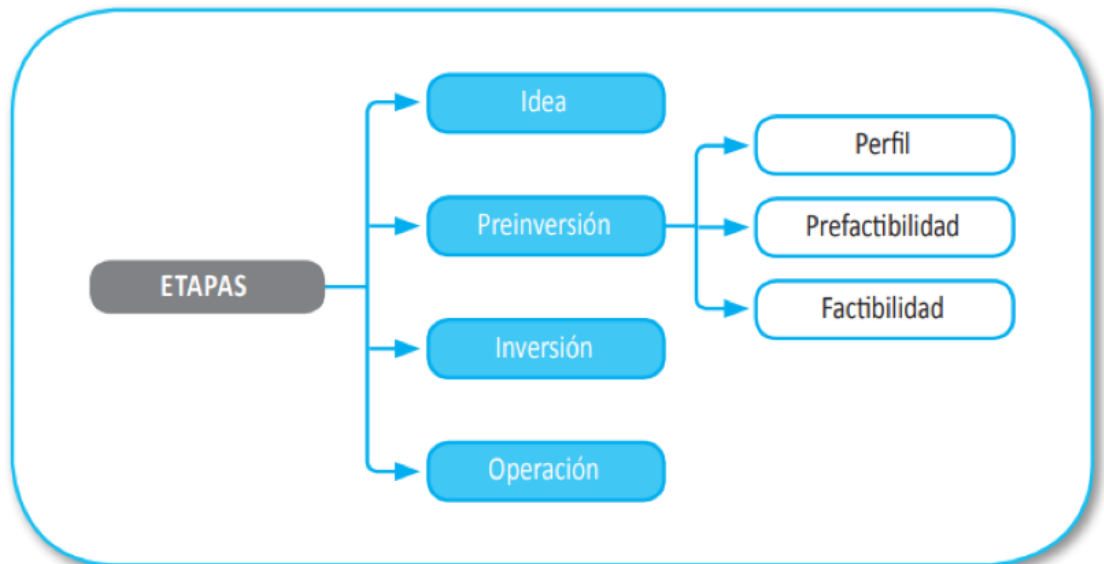 ETAPAS
Idea
Preinversión
Inversión
Operación
Perfil
Prefactibilidad
Factibilidad